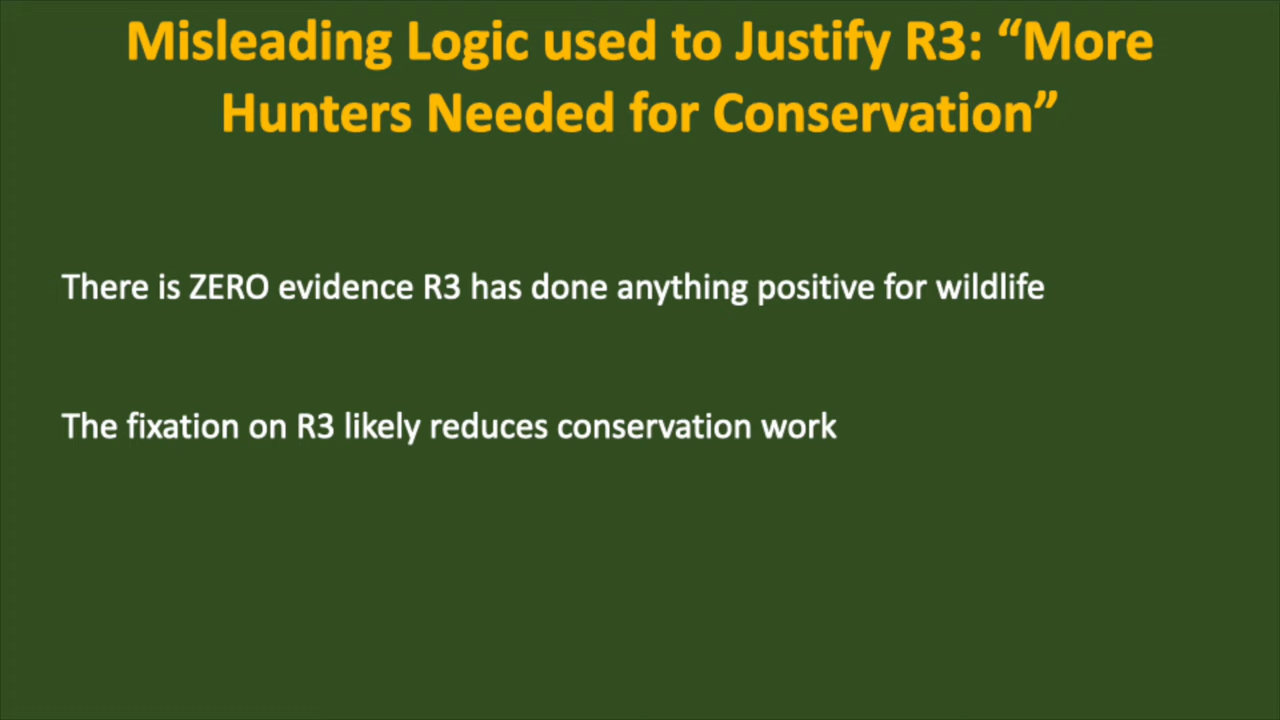 Misleading Logic used to Justify R3: “More
Hunters Needed for Conservation”
There is ZERO evidence R3 has done anything positive for wildlife
The fixation on R3 likely reduces conservation work